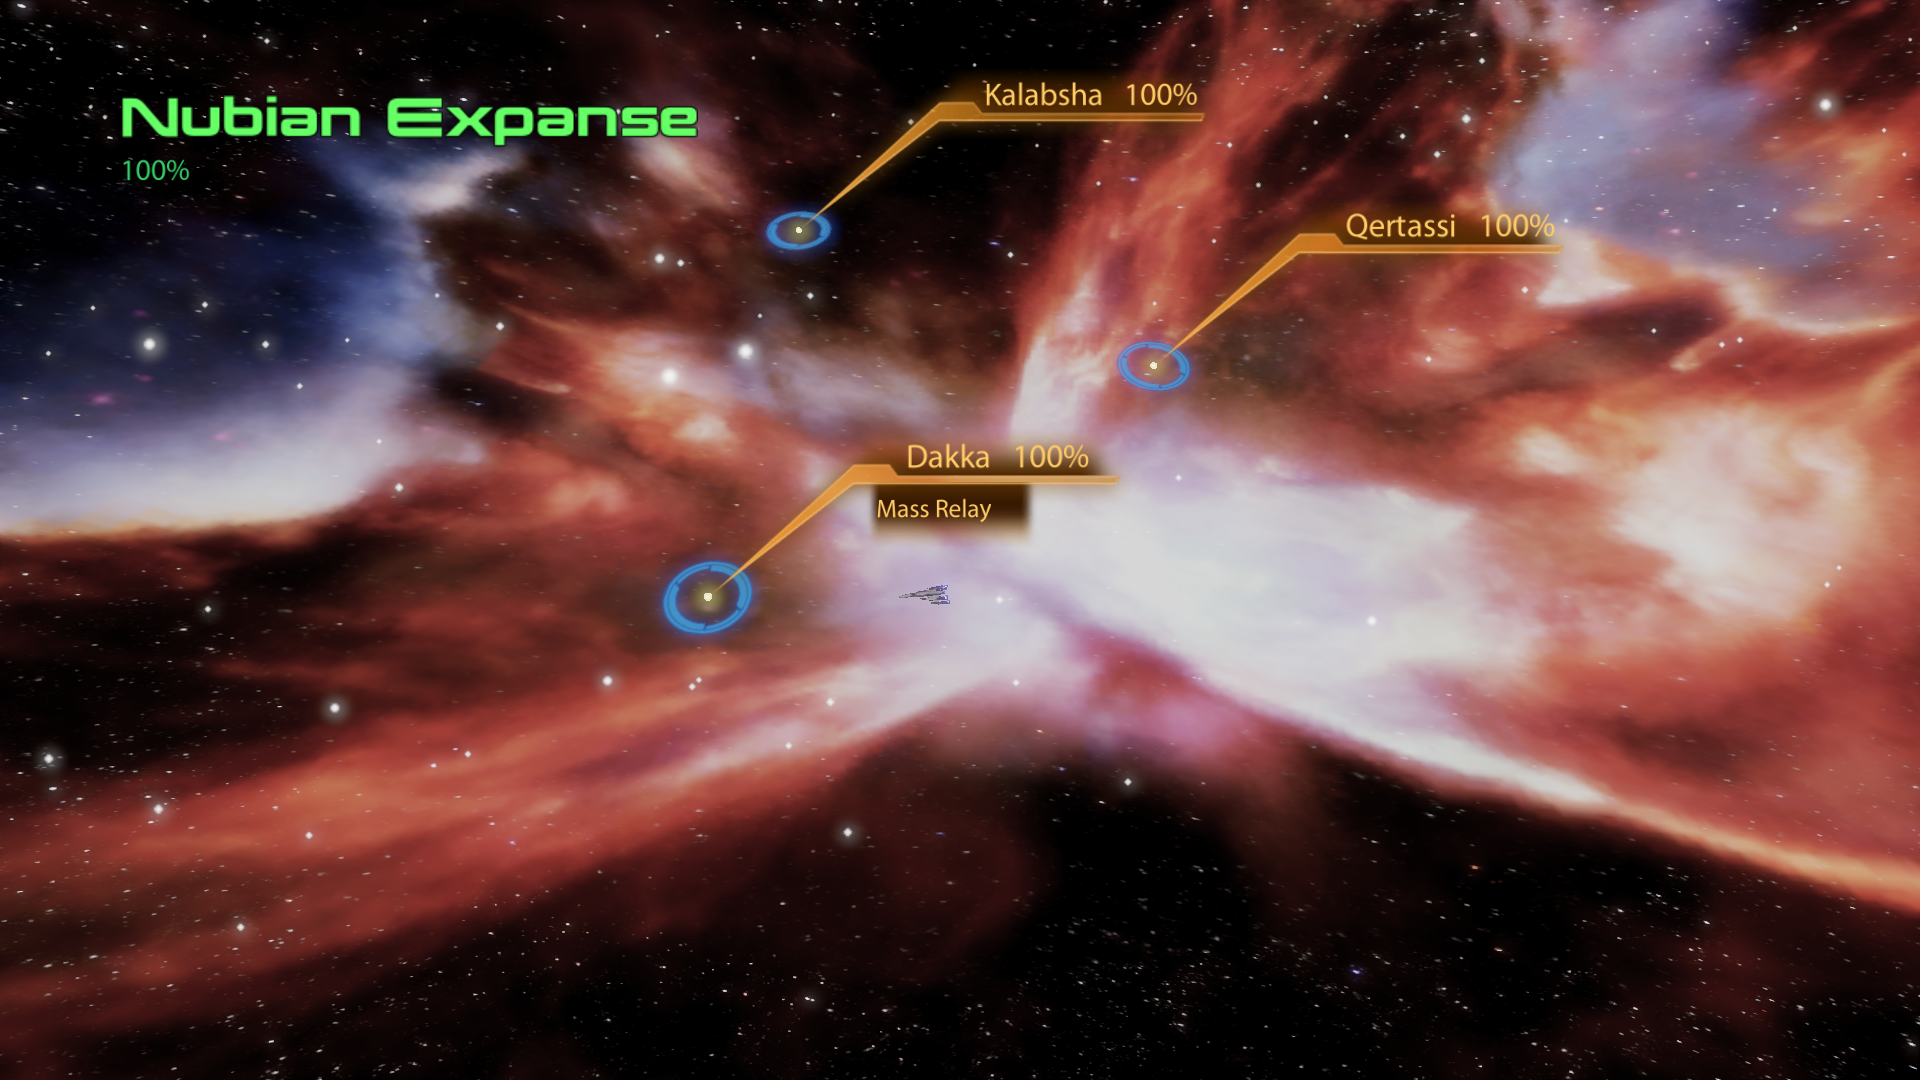 Nubian Expanse
100%
Kalabsha 100%
Qertassi 100%
Dakka 100%
Mass Relay